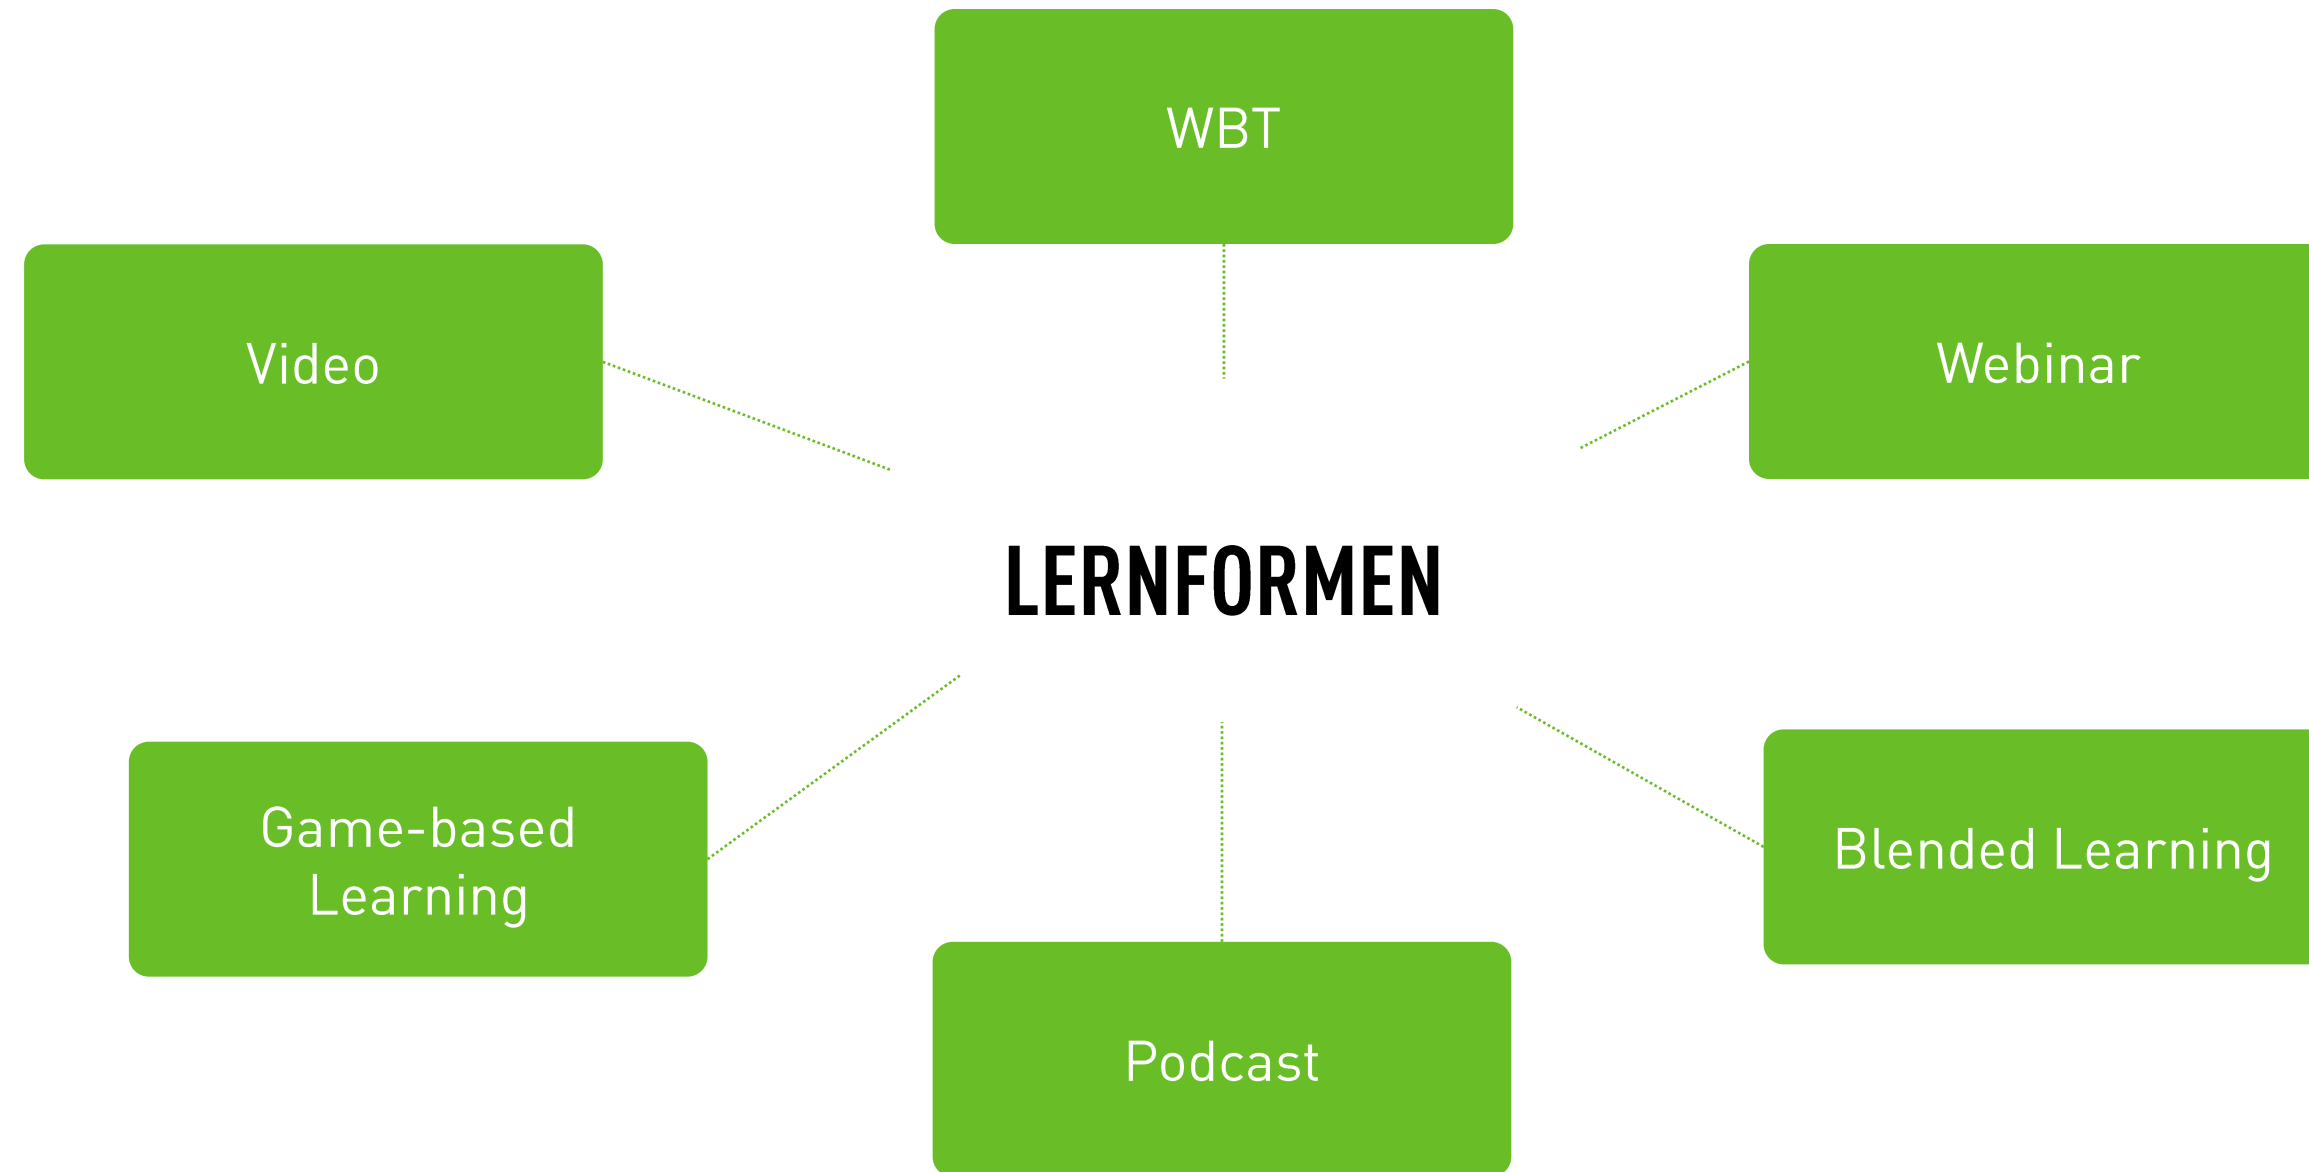 WBT
Video
Webinar
LERNFORMEN
Game-based
Learning
Blended Learning
Podcast